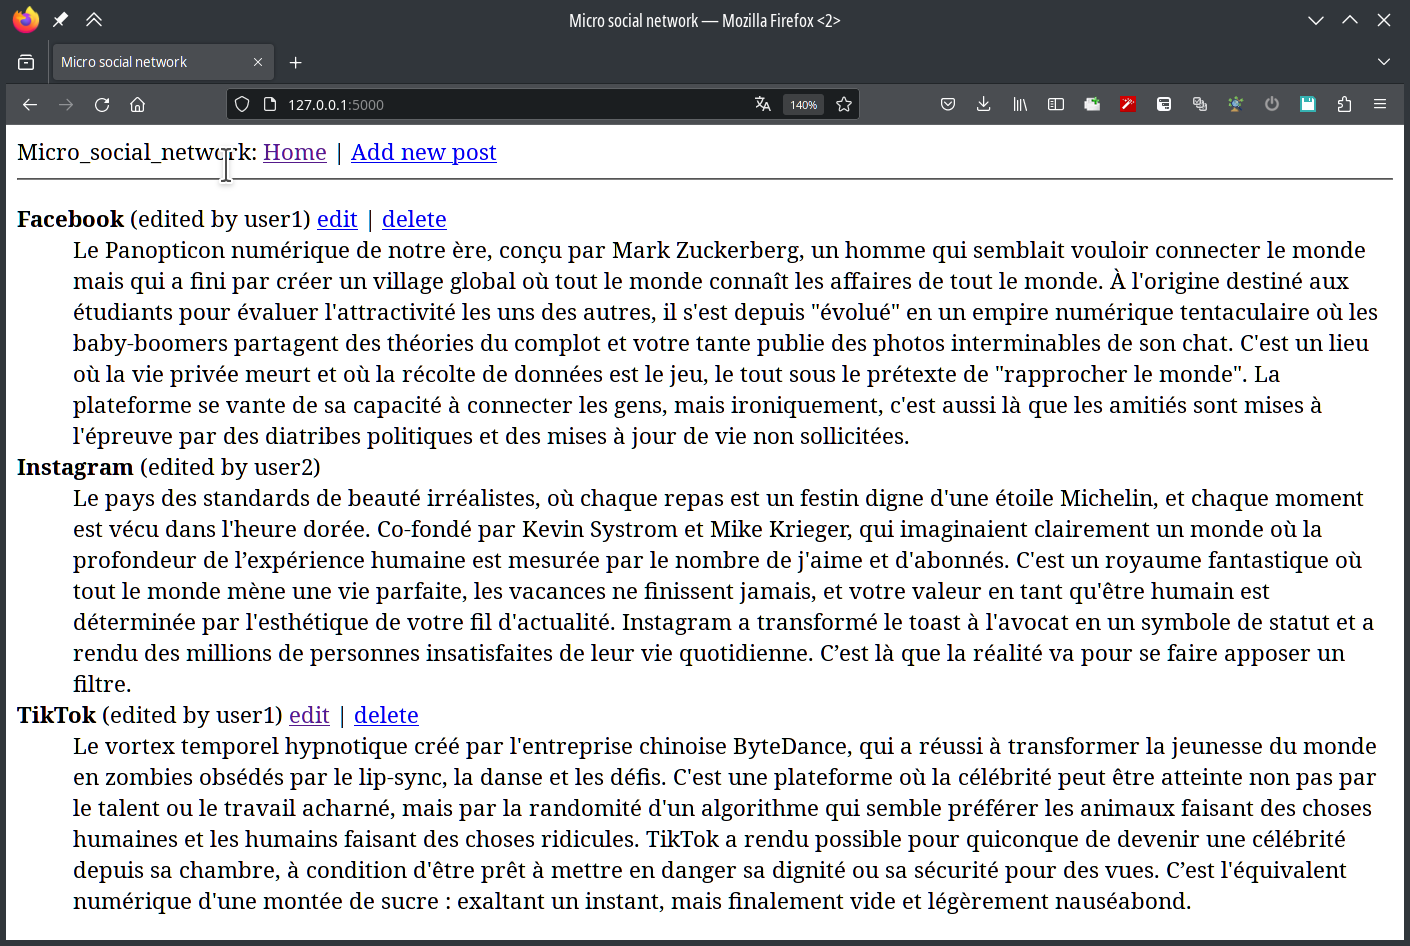 Micro social network — Mozilla Firefox <2>
Micro social network
127.0.0.1:5000
140%
Micro_social_network: Home | Add new post
Facebook (edited by user1) edit | delete
Le Panopticon numérique de notre ère, conçu par Mark Zuckerberg, un homme qui semblait vouloir connecter le monde
mais qui a fini par créer un village global où tout le monde connaît les affaires de tout le monde. À l'origine destiné aux
étudiants pour évaluer l'attractivité les uns des autres, il s'est depuis "évolué" en un empire numérique tentaculaire où les
baby-boomers partagent des théories du complot et votre tante publie des photos interminables de son chat. C'est un lieu
où la vie privée meurt et où la récolte de données est le jeu, le tout sous le prétexte de "rapprocher le monde". La
plateforme se vante de sa capacité à connecter les gens, mais ironiquement, c'est aussi là que les amitiés sont mises à
l'épreuve par des diatribes politiques et des mises à jour de vie non sollicitées.
Instagram (edited by user2)
Le pays des standards de beauté irréalistes, où chaque repas est un festin digne d'une étoile Michelin, et chaque moment
est vécu dans l'heure dorée. Co-fondé par Kevin Systrom et Mike Krieger, qui imaginaient clairement un monde où la
profondeur de l’expérience humaine est mesurée par le nombre de j'aime et d'abonnés. C'est un royaume fantastique où
tout le monde mène une vie parfaite, les vacances ne finissent jamais, et votre valeur en tant qu'être humain est
déterminée par l'esthétique de votre fil d'actualité. Instagram a transformé le toast à l'avocat en un symbole de statut et a
rendu des millions de personnes insatisfaites de leur vie quotidienne. C’est là que la réalité va pour se faire apposer un
filtre.
TikTok (edited by user1) edit | delete
Le vortex temporel hypnotique créé par l'entreprise chinoise ByteDance, qui a réussi à transformer la jeunesse du monde
en zombies obsédés par le lip-sync, la danse et les défis. C'est une plateforme où la célébrité peut être atteinte non pas par
le talent ou le travail acharné, mais par la randomité d'un algorithme qui semble préférer les animaux faisant des choses
humaines et les humains faisant des choses ridicules. TikTok a rendu possible pour quiconque de devenir une célébrité
depuis sa chambre, à condition d'être prêt à mettre en danger sa dignité ou sa sécurité pour des vues. C’est l'équivalent
numérique d'une montée de sucre : exaltant un instant, mais finalement vide et légèrement nauséabond.